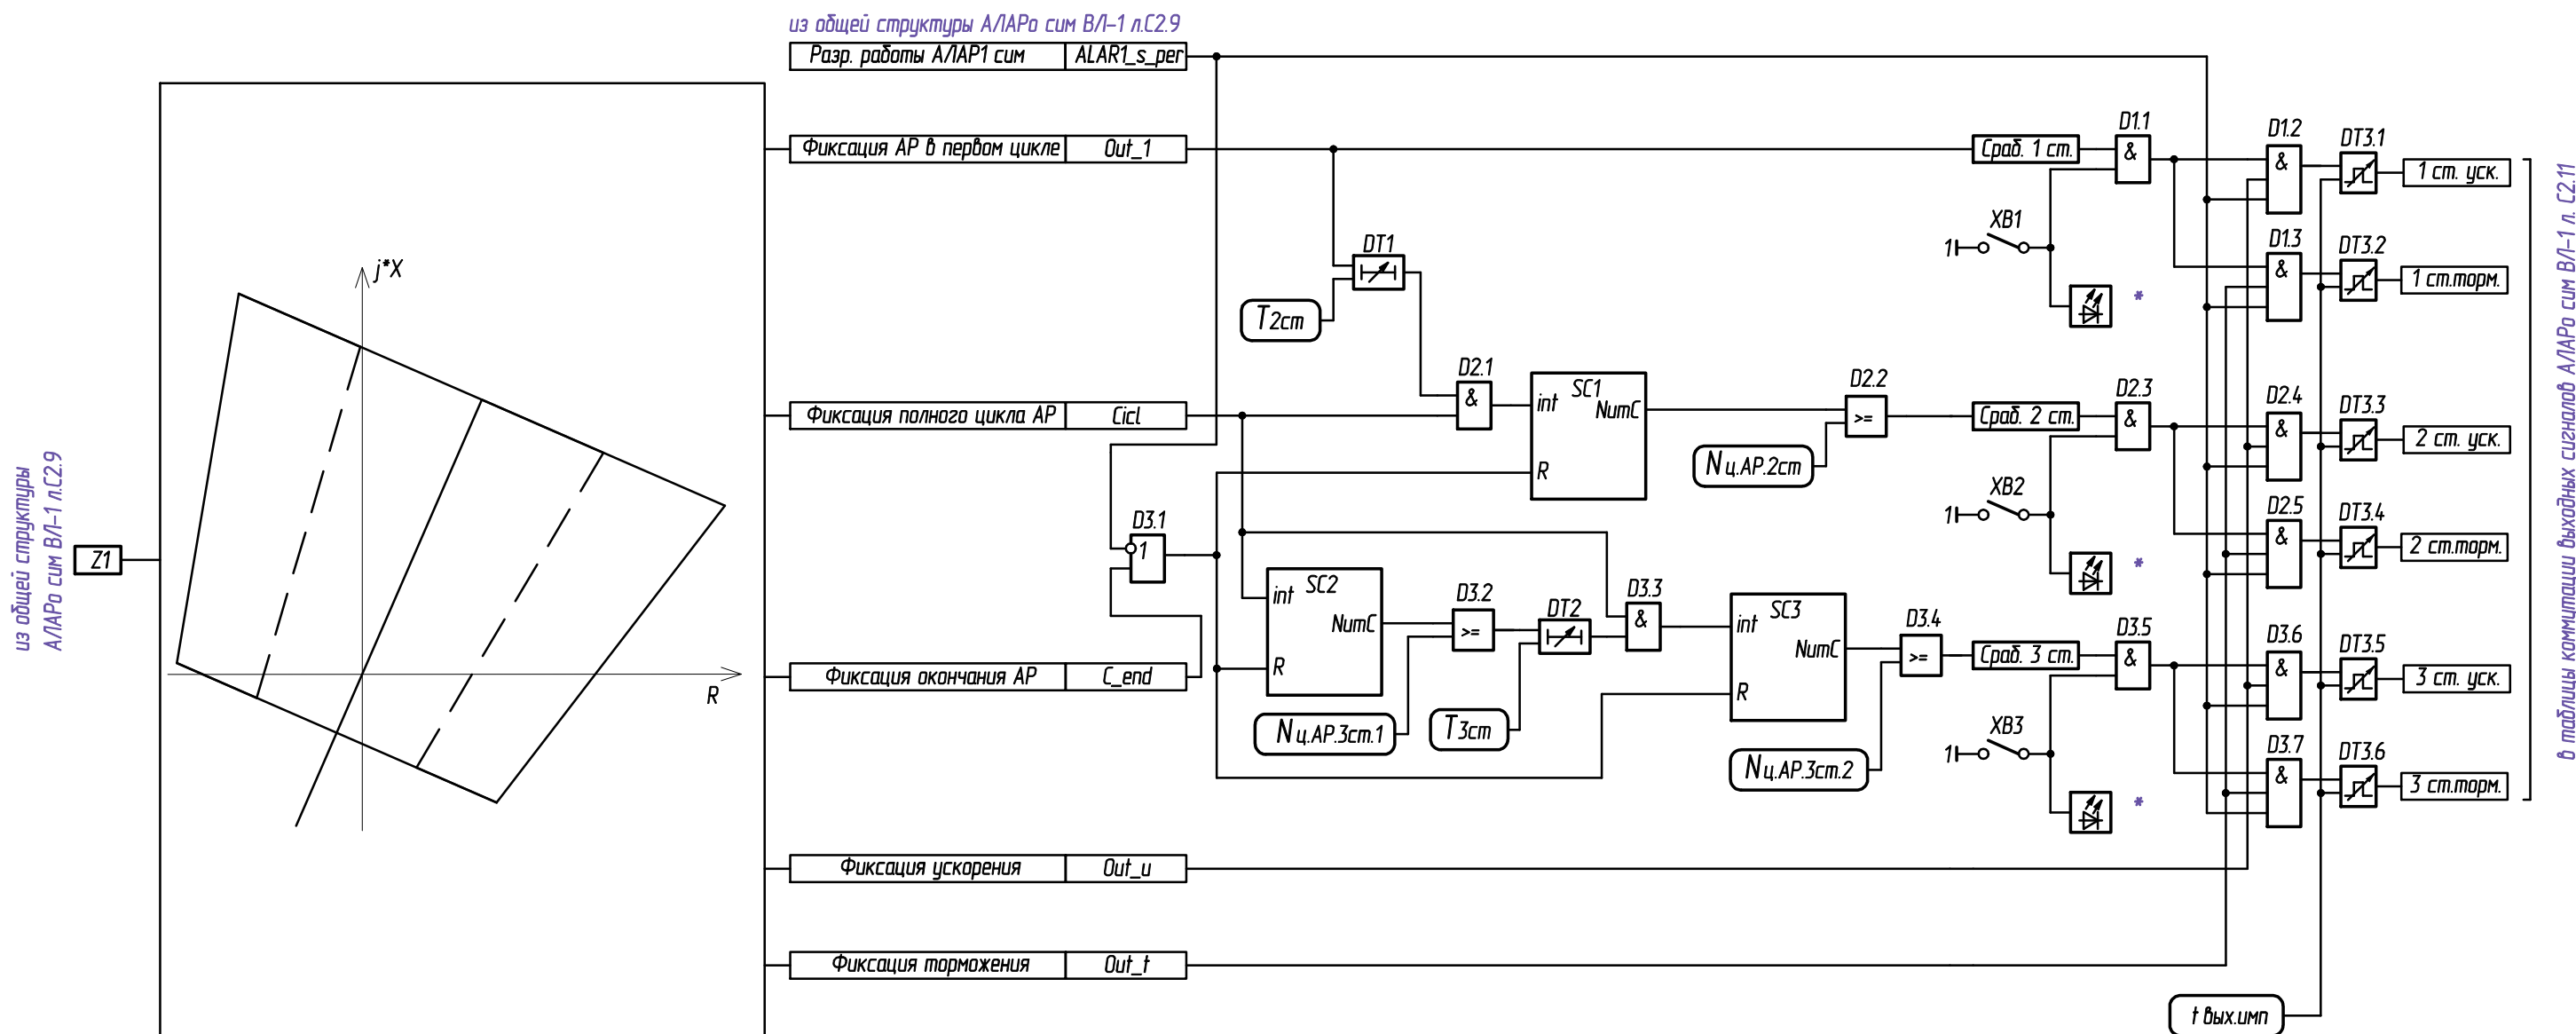 из общей структуры АЛАРо сим ВЛ-1 л.С2.9
Разр. работы АЛАР1 сим ALAR1_s_per
Фиксация АР в первом цикле Out_1
Сраб. 1 ст.
D1.1
&
D1.2
&
DT3.1
1 ст. уск.
XB1
1
*
D1.3
&
DT3.2
1 ст.торм.
DT1
T2ст
j*X
R
Фиксация полного цикла АР Cicl
D2.1
&
SC1
int
NumC
R
D2.2
>=
Nц.АР.2ст
Сраб. 2 ст.
D2.3
&
D2.4
&
DT3.3
2 ст. уск.
XB2
1
*
D2.5
&
DT3.4
2 ст.торм.
из общей структуры
АЛАРо сим ВЛ-1 л.С2.9
Z1
D3.1
1
SC2
int
NumC
R
D3.2
>=
DT2
D3.3
&
SC3
int
NumC
R
D3.4
>=
Сраб. 3 ст.
D3.5
&
D3.6
&
DT3.5
3 ст. уск.
Фиксация окончания АР C_end
Nц.АР.3ст.1
T3ст
Nц.АР.3ст.2
XB3
1
*
D3.7
&
DT3.6
3 ст.торм.
Фиксация ускорения Out_u
Фиксация торможения Out_t
t вых.имп
в таблицы коммитации выходных сигналов АЛАРо сим ВЛ-1 л. С2.11